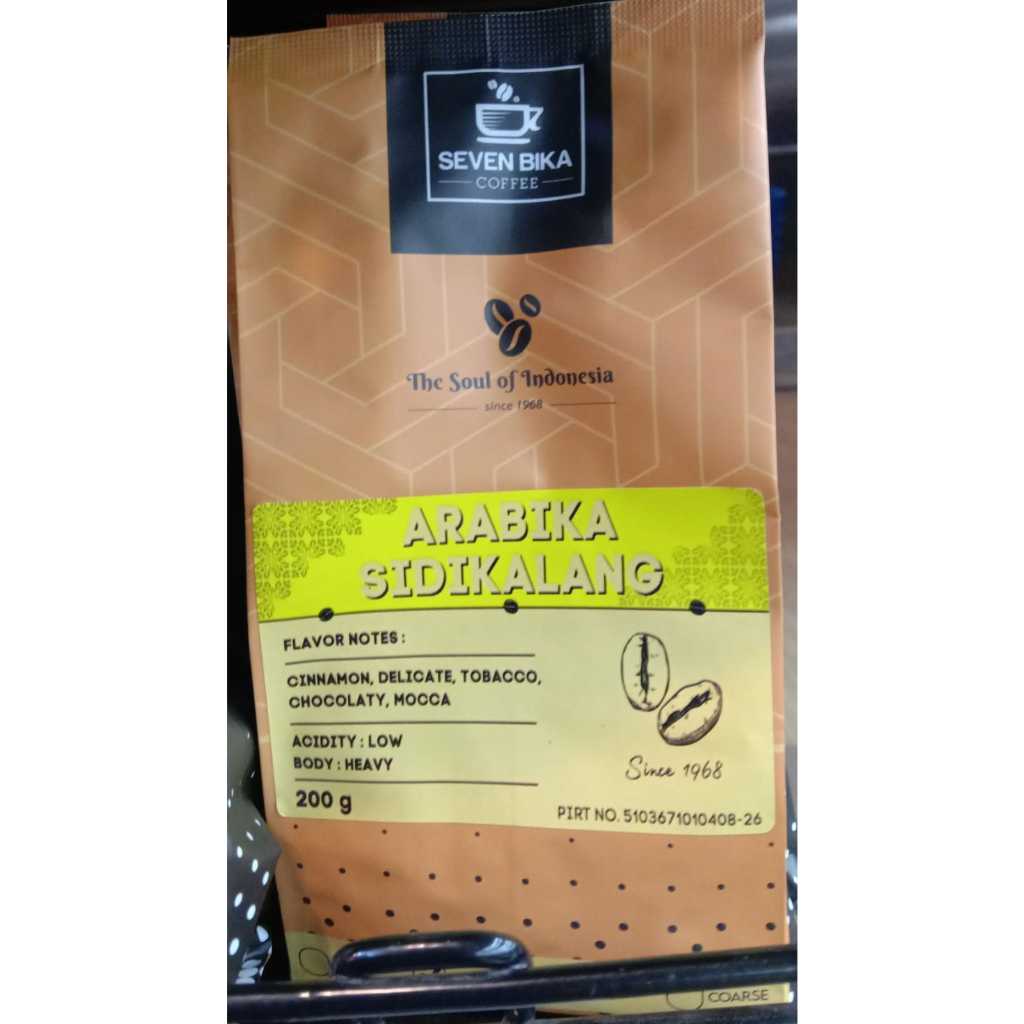 SEVEN BIKA
COFFEE
The Soul of Indonesia
since 1968
ARABIKA
SIDIKALANG
FLAVOR NOTES :
CINNAMON, DELICATE, TOBACCO,
CHOCOLATY, MOCCA
ACIDITY : LOW
BODY : HEAVY
200 g
Since 1968
PIRT NO. 5103671010408-26
COARSE